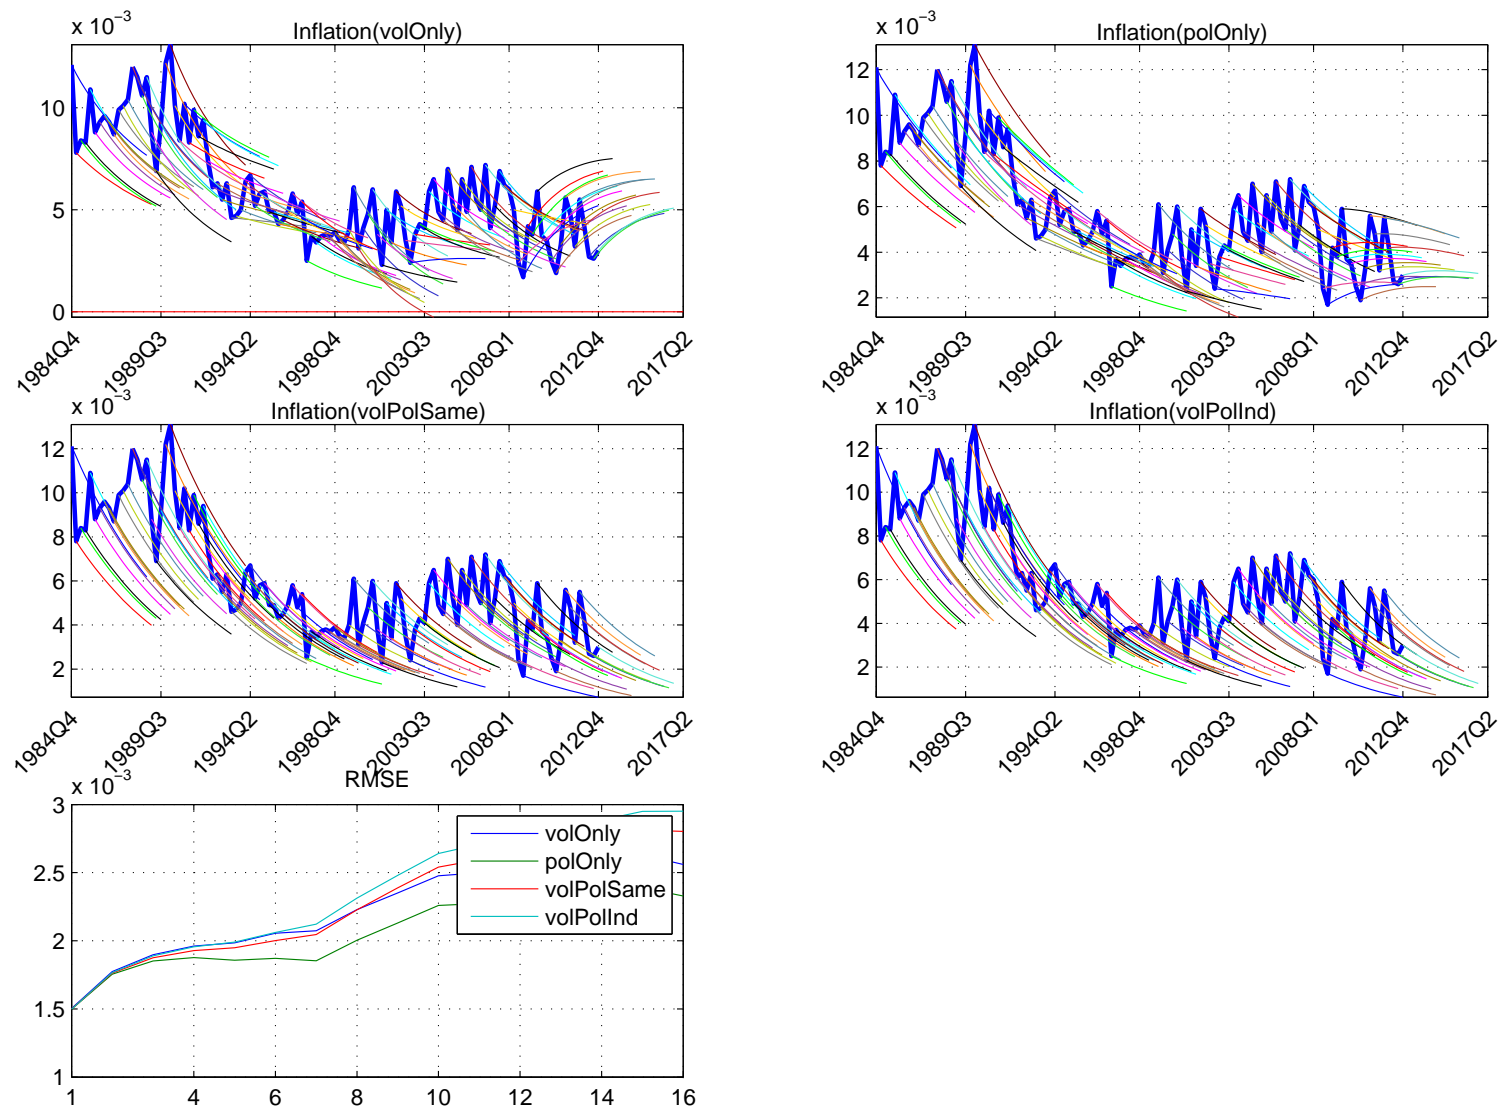 x 10−3
Inflation(volOnly)
10
5
0
1984Q4
1989Q3
1994Q2
1998Q4
2003Q3
2008Q1
2012Q4
2017Q2
x 10−3
Inflation(polOnly)
12
10
8
6
4
2
1984Q4
1989Q3
1994Q2
1998Q4
2003Q3
2008Q1
2012Q4
2017Q2
x 10−3
Inflation(volPolSame)
12
10
8
6
4
2
1984Q4
1989Q3
1994Q2
1998Q4
2003Q3
2008Q1
2012Q4
2017Q2
x 10−3
Inflation(volPolInd)
12
10
8
6
4
2
1984Q4
1989Q3
1994Q2
1998Q4
2003Q3
2008Q1
2012Q4
2017Q2
x 10−3
RMSE
3
2.5
2
1.5
1
1 4 6 8 10 12 14 16
volOnly
polOnly
volPolSame
volPolInd